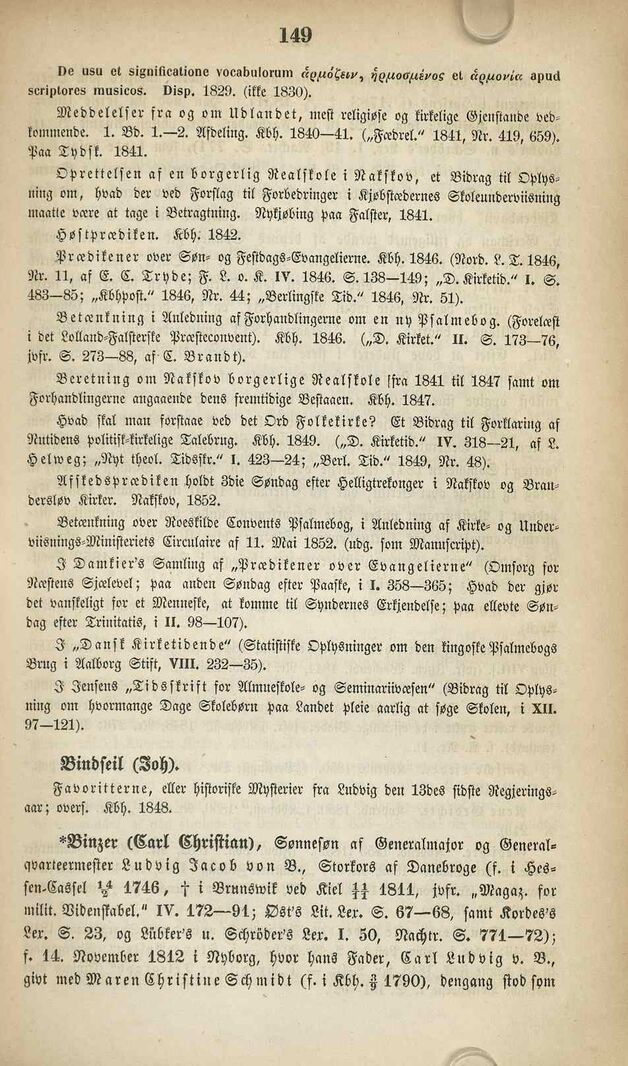 149
De usu et significatione vocabulorum ἁρμόζειν, ἡρμοσμένος et ἁρμονία apud
scriptores musicos. Disp. 1829. (ikke 1830).
Meddelelser fra og om Udlandet, mest religiøse og kirkelige Gjenstande ved-
kommende. 1. Bd. 1.—2. Afdeling. Kbh. 1840—41. („Fædrel." 1841, Nr. 419, 659).
Paa Tydsk. 1841.
Oprettelsen af en borgerlig Realskole i Nakskov, et Bidrag til Oplys-
ning om, hvad der ved Forslag til Forbedringer i Kjøbstædernes Skoleunderviisning
maatte være at tage i Betragtning. Nykjøbing paa Falster, 1841.
Høstprædiken. Kbh. 1842.
Prædikener over Søn- og Festdags-Evangelierne. Kbh. 1846. (Nord. L. T. 1846,
Nr. 11, af E. C. Tryde; F. L. o. K. IV. 1846. S. 138—149; „D. Kirketid." I. S.
483—85; „Kbhpost." 1846, Nr. 44; „Berlingske Tid." 1846, Nr. 51).
Betænkning i Anledning af Forhandlingerne om en ny Psalmebog. (Forelæst
i det Lolland-Falsterske Præsteconvent). Kbh. 1846. („D. Kirket." II. S. 173—76,
jvfr. S. 273—88, af C. Brandt).
Beretning om Nakskov borgerlige Realskole fra 1841 til 1847 samt om
Forhandlingerne angaaende dens fremtidige Bestaaen. Kbh. 1847.
Hvad skal man forstaae ved det Ord Folkekirke? Et Bidrag til Forklaring af
Nutidens politisk-kirkelige Talebrug. Kbh. 1849. („D. Kirketid." IV. 318—21, af L.
Helweg; „Nyt theol. Tidsskr." I. 423—24; „Berl. Tid." 1849, Nr. 48).
Afskedsprædiken holdt 3die Søndag efter Helligtrekonger i Nakskov og Bran-
dersløv Kirker. Nakskov, 1852.
Betænkning over Roeskilde Convents Psalmebog, i Anledning af Kirke- og Under-
viisnings-Ministeriets Circulaire af 11. Mai 1852. (udg. som Manuscript).
I Damkier's Samling af „Prædikener over Evangelierne" (Omsorg for
Næstens Sjælevel; paa anden Søndag efter Paaske, i I. 358—365; Hvad der gjør
det vanskeligt for et Menneske, at komme til Syndernes Erkjendelse; paa ellevte Søn-
dag efter Trinitatis, i II. 98—107).
I „Dansk Kirketidende" (Statistiske Oplysninger om den kingoske Psalmebogs
Brug i Aalborg Stift, VIII. 232—35).
I Jensens „Tidsskrift for Almueskole- og Seminariivæsen" (Bidrag til Oplys-
ning om hvormange Dage Skolebørn paa Landet pleie aarlig at søge Skolen, i XII.
97—121).
Bindseil (Joh).
Favoritterne, eller historiske Mysterier fra Ludvig den 13des sidste Regjerings-
aar; overs. Kbh. 1848.
*Binzer (Carl Christian), Sønnesøn af Generalmajor og General-
qvarteermester Ludvig Jacob von B., Storkors af Danebroge (f. i Hes-
sen-Cassel 1746, † i Brunswik ved Kiel 1811, jvfr. „Magaz. for
milit. Videnskabel." IV. 172—91; Øst's Lit. Lex. S. 67—68, samt Kordes's
Lex. S. 23, og Lübker's u. Schröder's Lex. I. 50, Nachtr. S. 771—72);
f. 14. November 1812 i Nyborg, hvor hans Fader, Carl Ludvig v. B.,
givt med Maren Christine Schmidt (f. i Kbh. 1790), dengang stod som